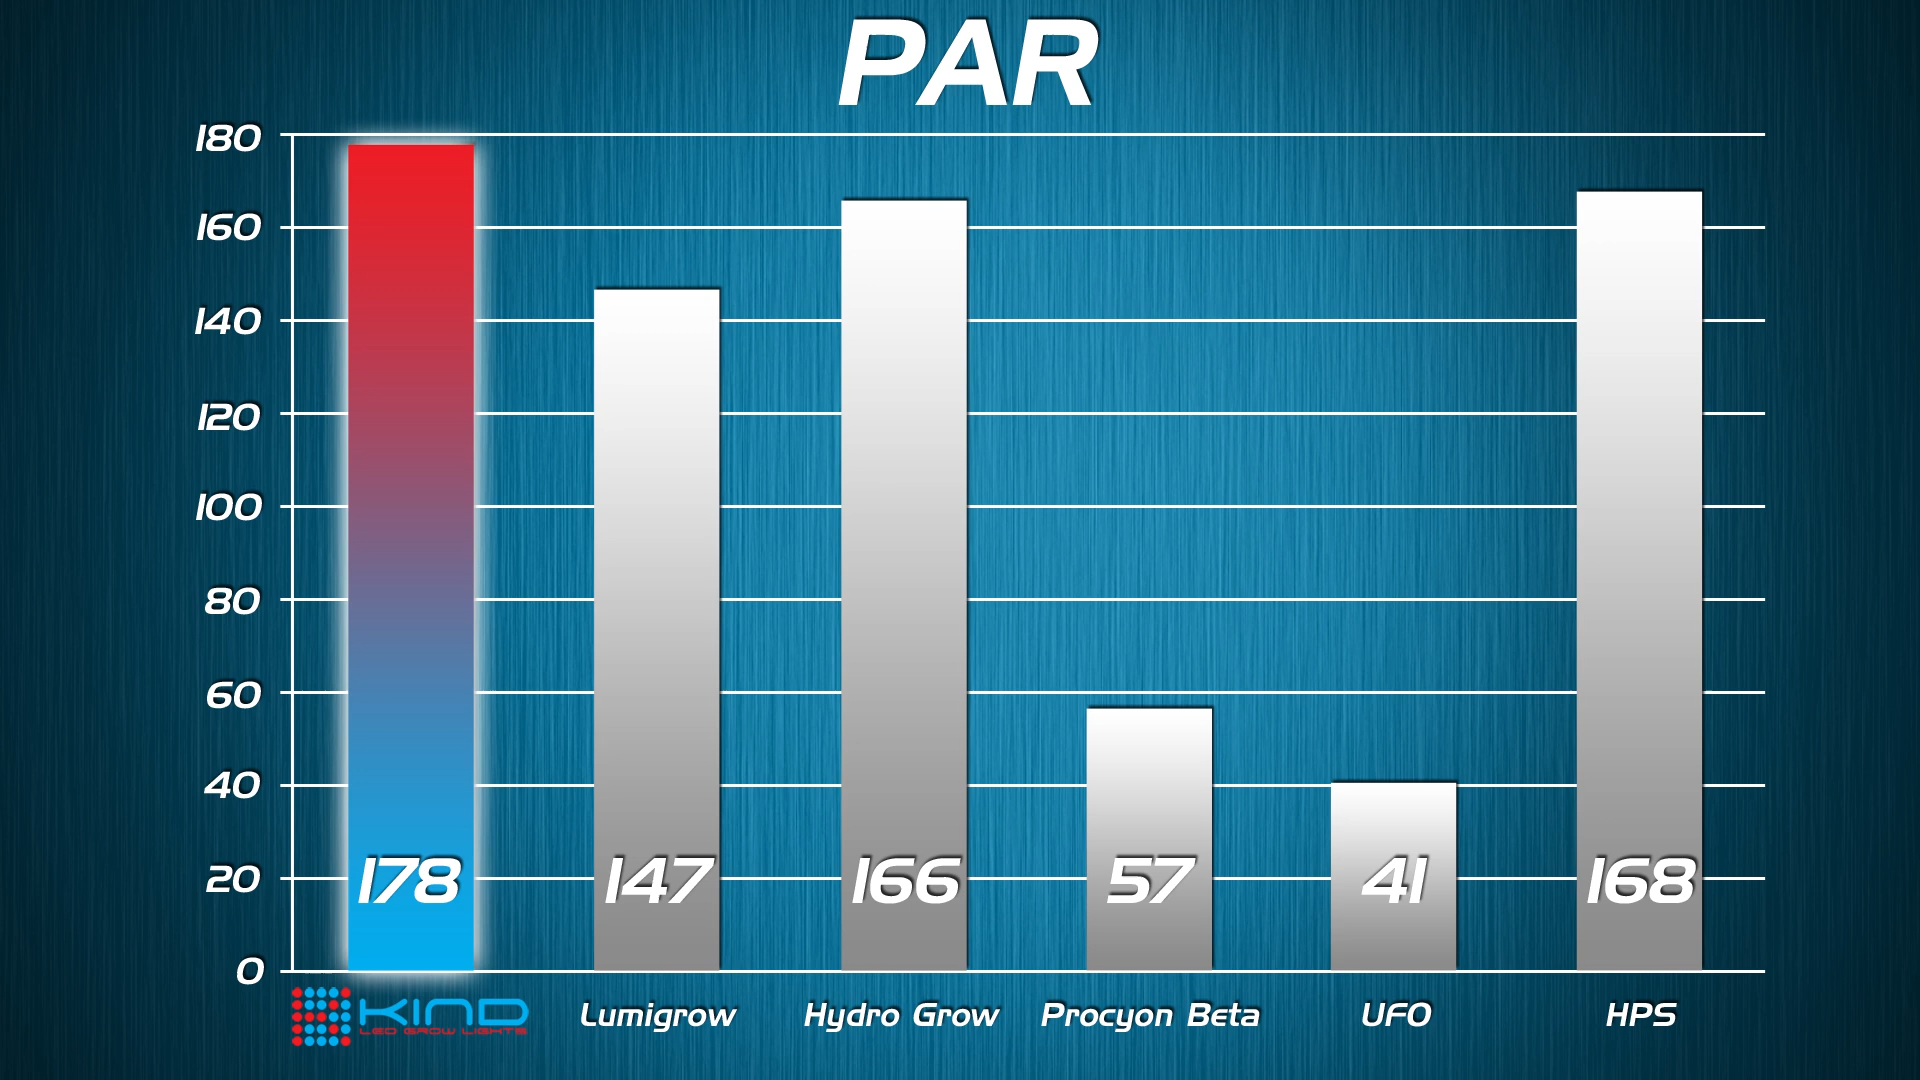 PAR
180
160
140
120
100
80
60
40
20
0
178
147
166
57
41
168
KIND
LED GROW LIGHTS
Lumigrow
Hydro Grow
Procyon Beta
UFO
HPS